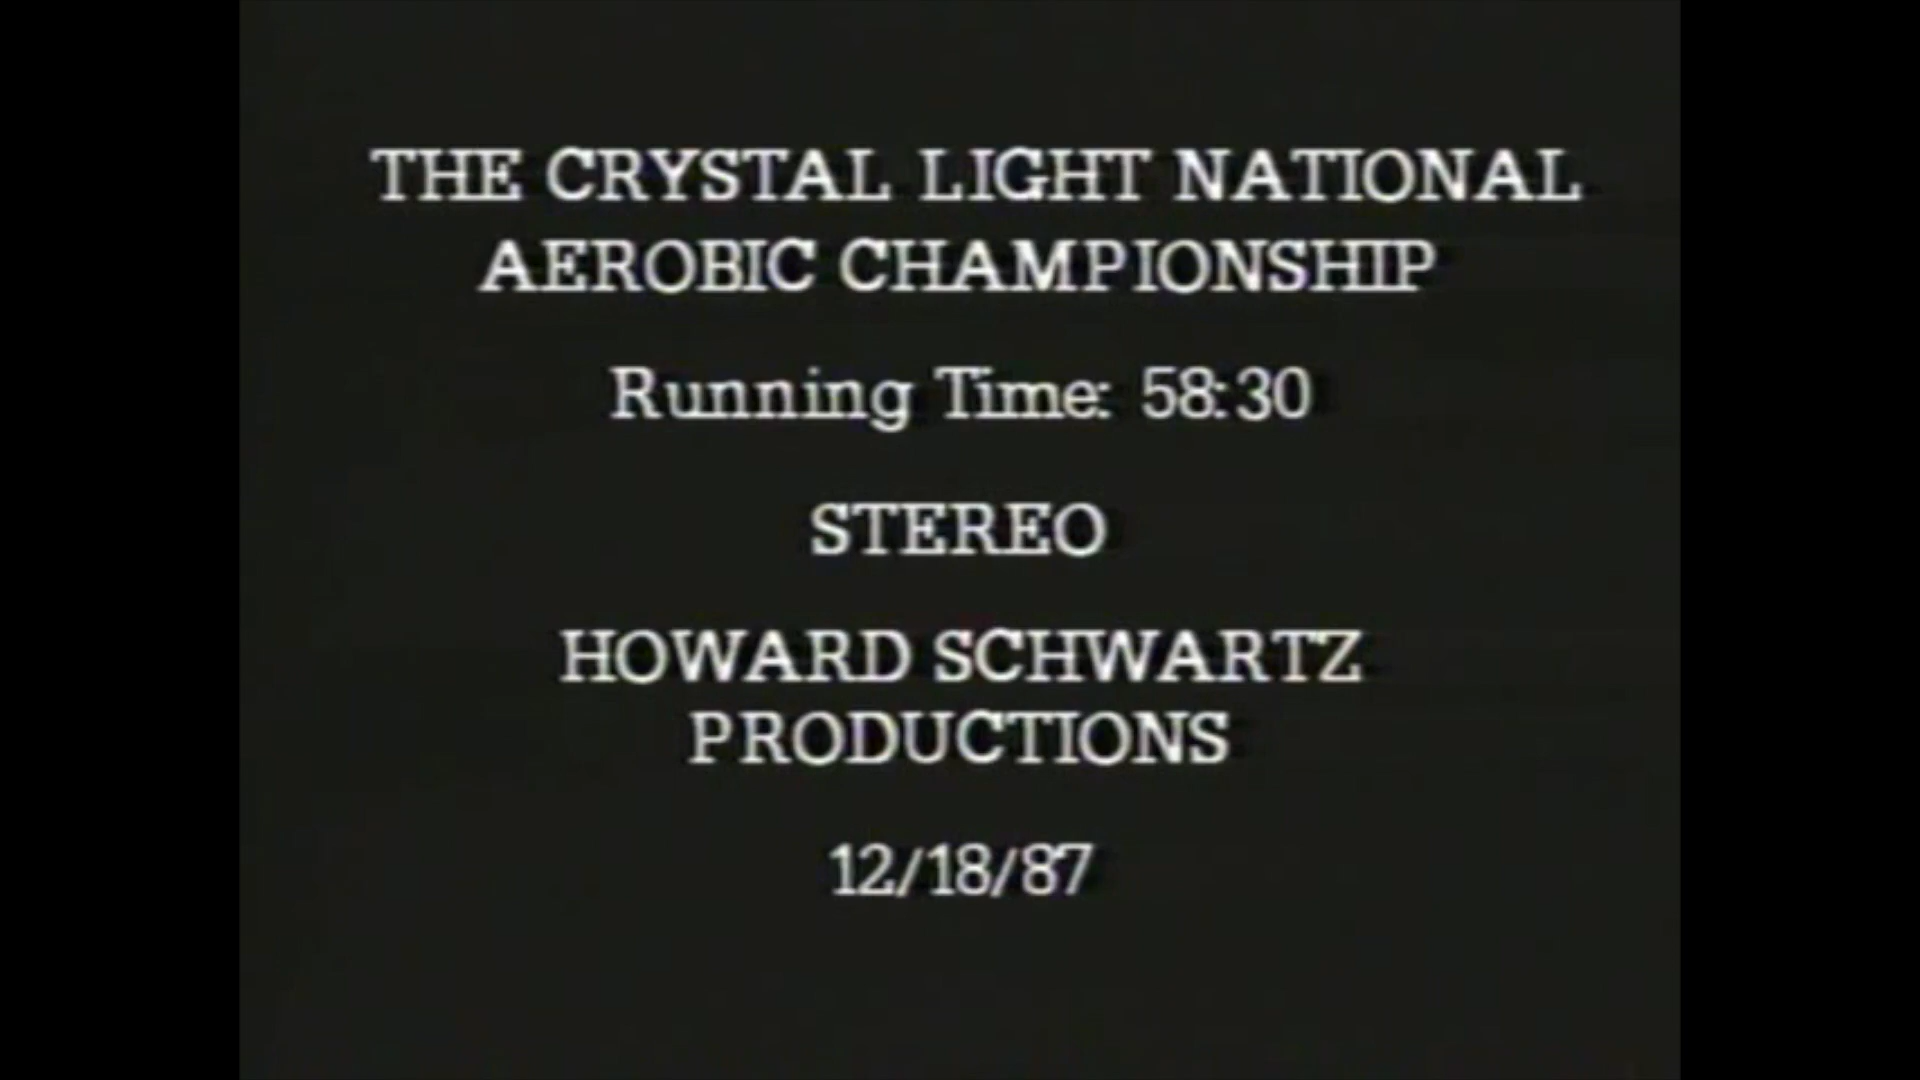 THE CRYSTAL LIGHT NATIONAL
AEROBIC CHAMPIONSHIP
Running Time: 58:30
STEREO
HOWARD SCHWARTZ
PRODUCTIONS
12/18/87